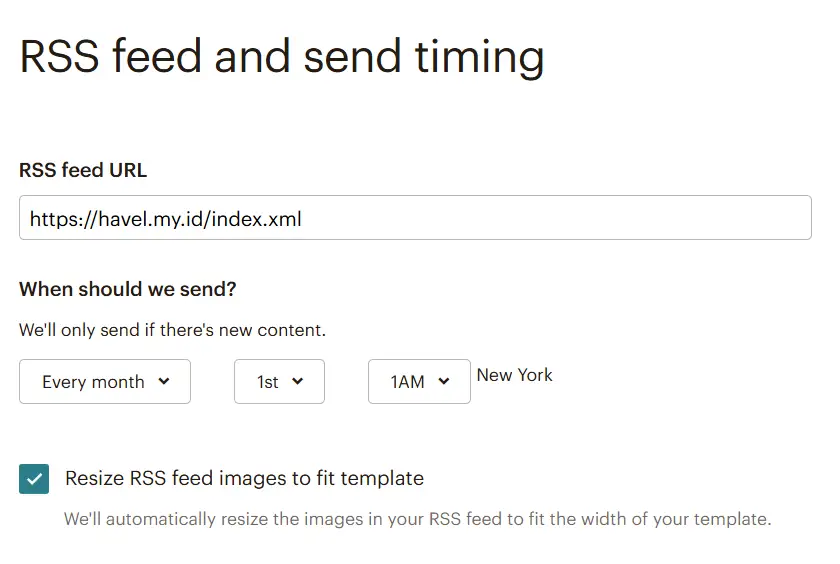 RSS feed and send timing
RSS feed URL
https://havel.my.id/index.xml
When should we send?
We'll only send if there's new content.
Every month 1st 1AM New York
Resize RSS feed images to fit template
We'll automatically resize the images in your RSS feed to fit the width of your template.